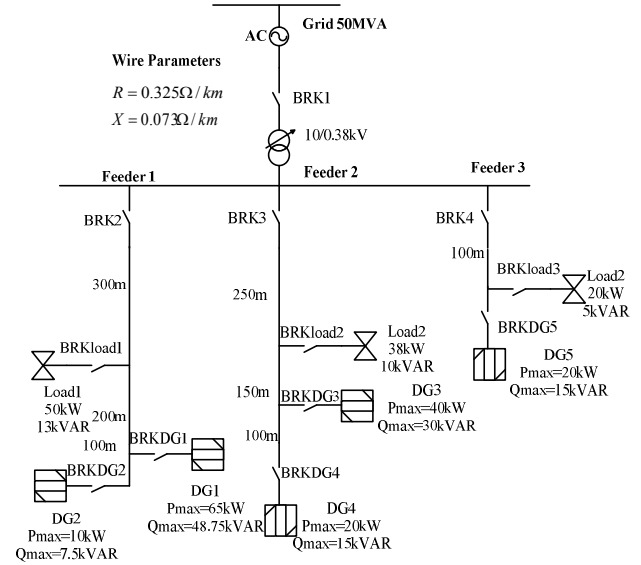 Grid 50MVA
AC
Wire Parameters
R = 0.325Ω / km
X = 0.073Ω / km
BRK1
10/0.38kV
Feeder 1
Feeder 2
Feeder 3
BRK2
BRK3
BRK4
100m
BRKload3
Load2
20kW
5kVAR
300m
250m
BRKDG5
BRKload1
BRKload2
Load2
38kW
10kVAR
DG5
Pmax=20kW
Qmax=15kVAR
Load1
50kW
13kVAR
200m
150m
BRKDG3
DG3
Pmax=40kW
Qmax=30kVAR
100m
BRKDG1
100m
BRKDG2
BRKDG4
DG1
Pmax=65kW
Qmax=48.75kVAR
DG4
Pmax=20kW
Qmax=15kVAR
DG2
Pmax=10kW
Qmax=7.5kVAR